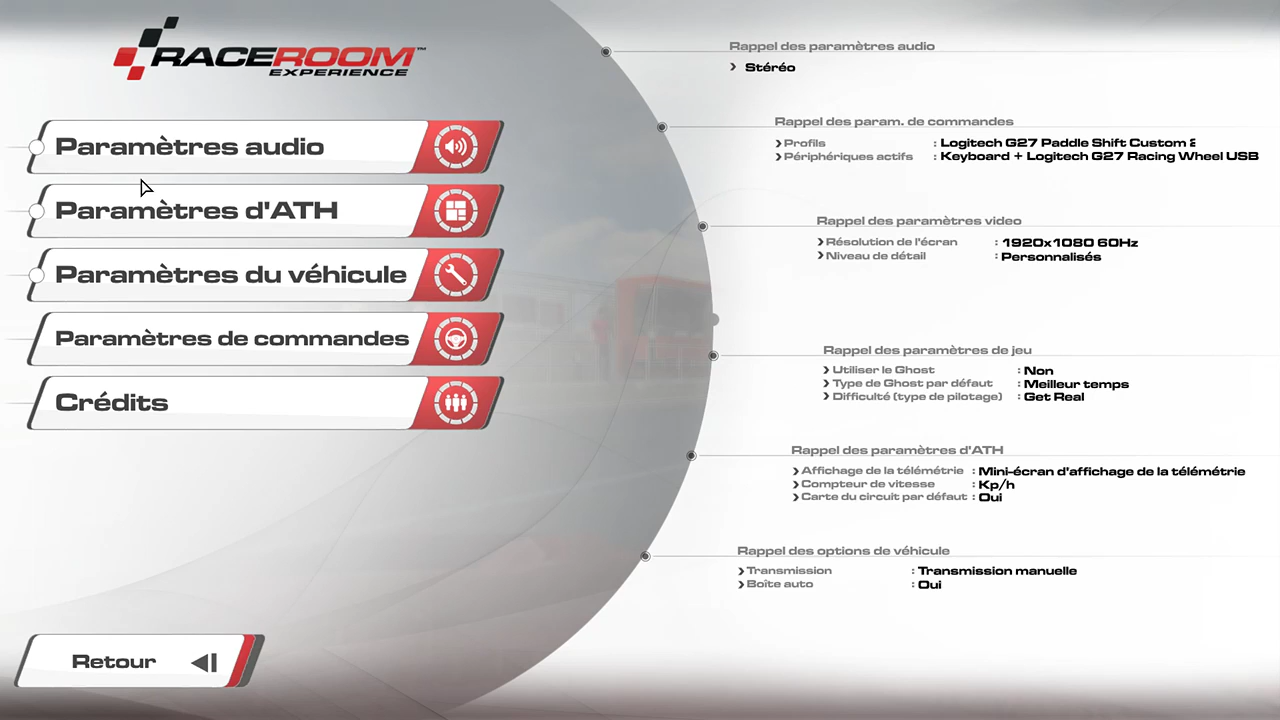 RACEROOM™
EXPERIENCE
Paramètres audio
Paramètres d'ATH
Paramètres du véhicule
Paramètres de commandes
Crédits
Retour
Rappel des paramètres audio
Stéréo
Rappel des param. de commandes
Profils : Logitech G27 Paddle Shift Custom
Périphériques actifs : Keyboard + Logitech G27 Racing Wheel USB
Rappel des paramètres video
Résolution de l'écran : 1920x1080 60Hz
Niveau de détail : Personnalisés
Rappel des paramètres de jeu
Utiliser le Ghost : Non
Type de Ghost par défaut : Meilleur temps
Difficulté (type de pilotage) : Get Real
Rappel des paramètres d'ATH
Affichage de la télémétrie : Mini-écran d'affichage de la télémétrie
Compteur de vitesse : Kp/h
Carte du circuit par défaut : Oui
Rappel des options de véhicule
Transmission : Transmission manuelle
Boîte auto : Oui